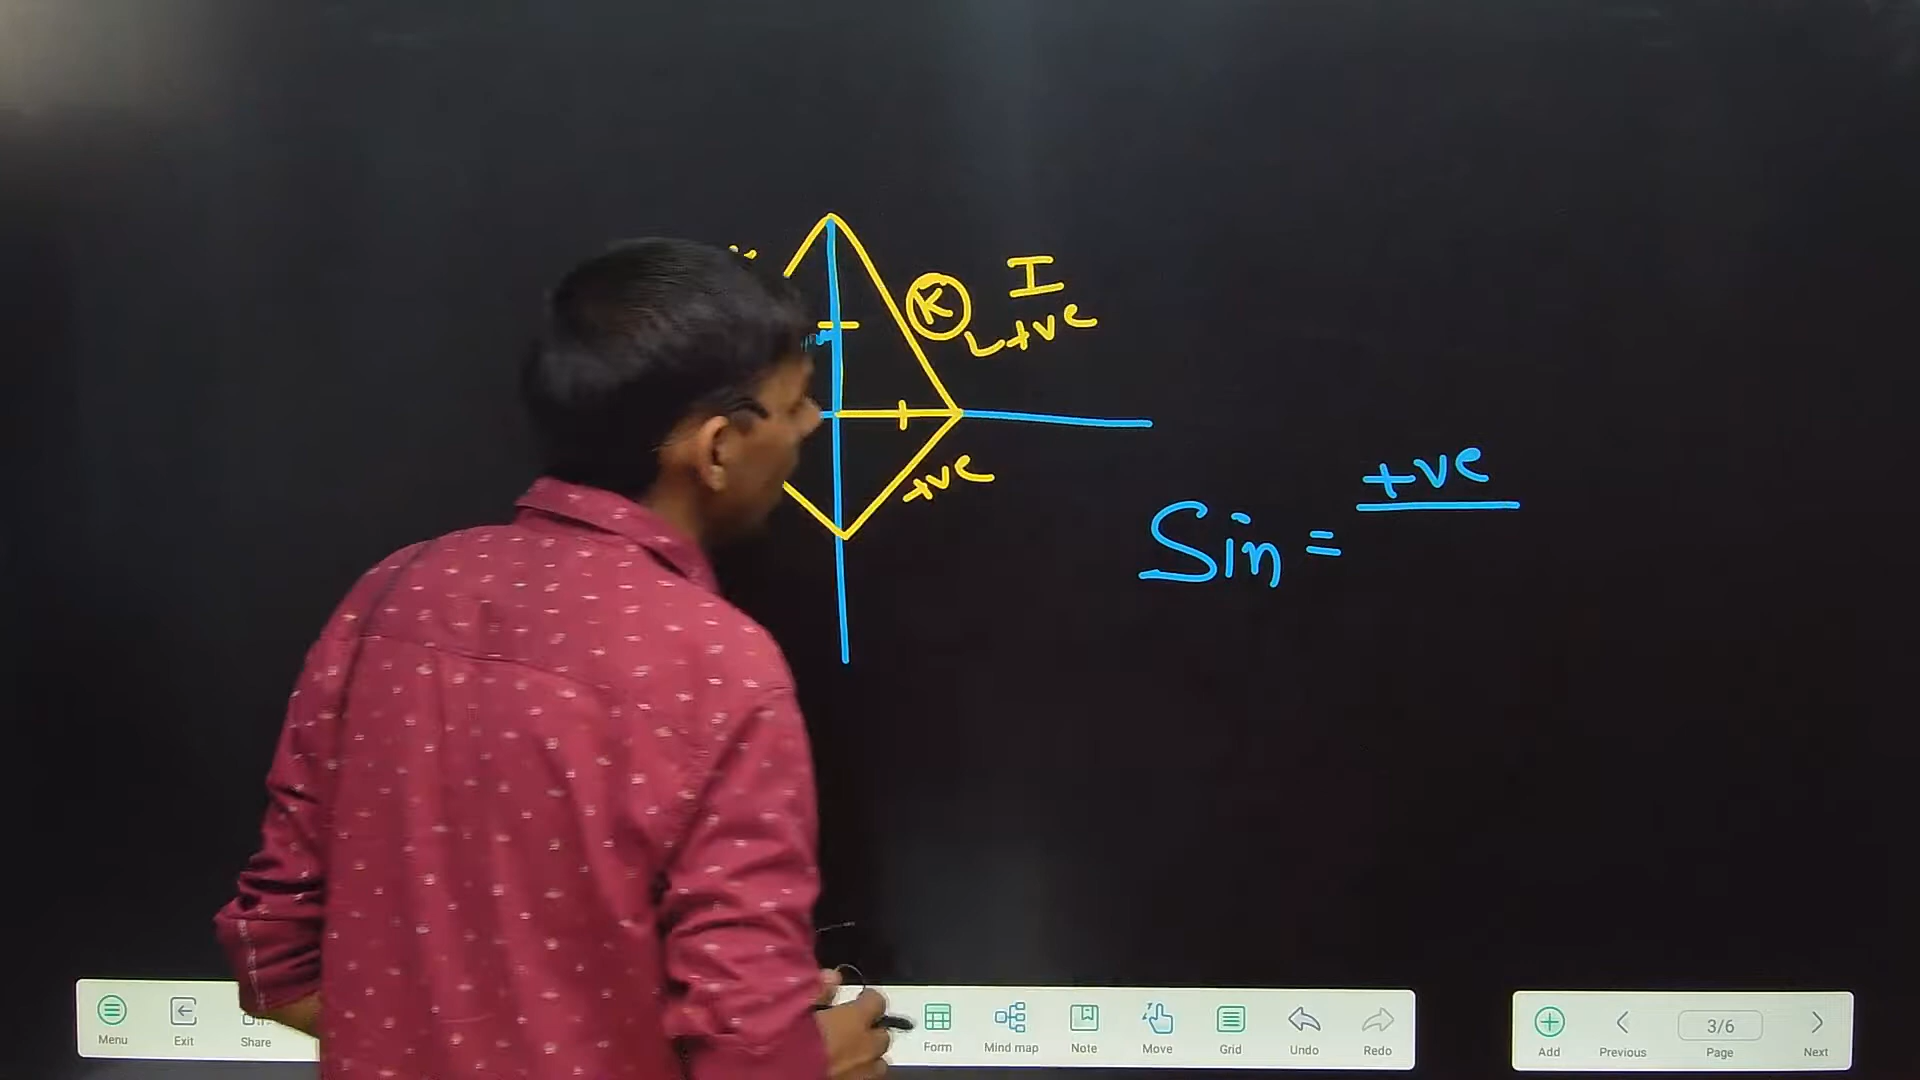 K
I
+ve
+ve
+ve
Sin =
Menu
Exit
Share
Form
Mind map
Note
Move
Grid
Undo
Redo
Add
Previous
3/6
Page
Next